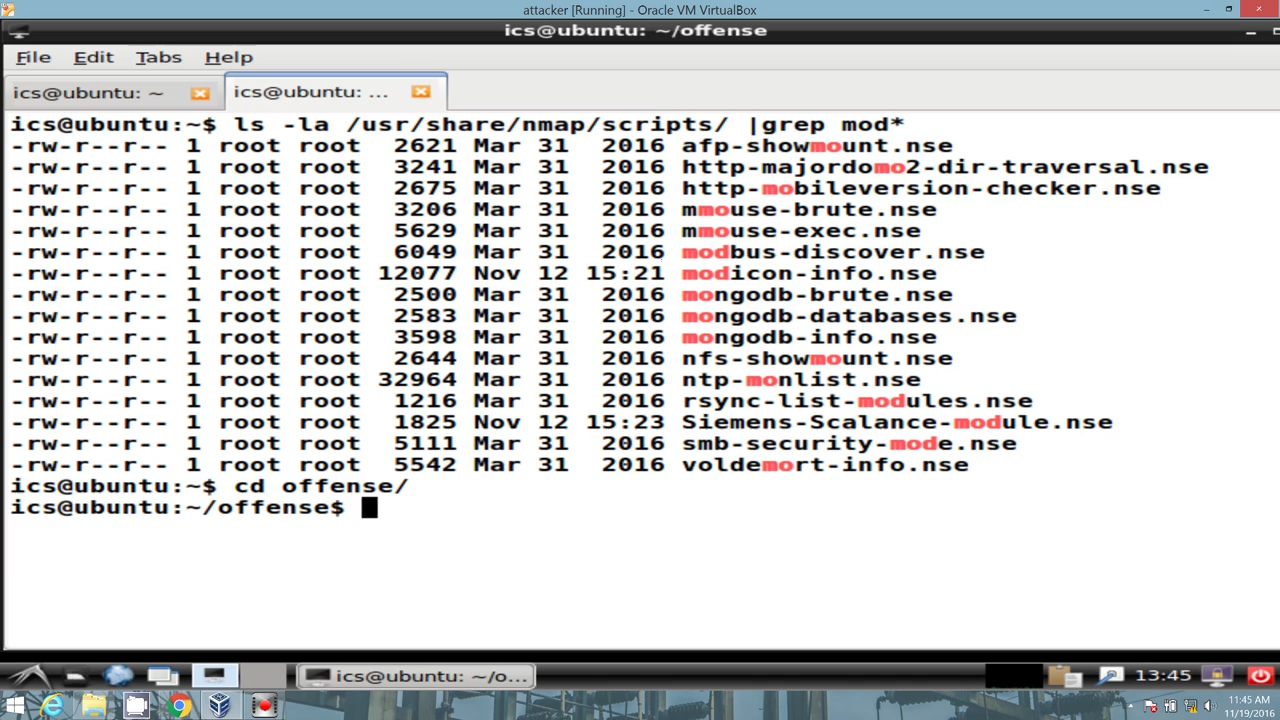 attacker [Running] - Oracle VM VirtualBox
ics@ubuntu: ~/offense
File Edit Tabs Help
ics@ubuntu: ~ ics@ubuntu: ...
ics@ubuntu:~$ ls -la /usr/share/nmap/scripts/ |grep mod*
-rw-r--r-- 1 root root 2621 Mar 31 2016 afp-showmount.nse
-rw-r--r-- 1 root root 3241 Mar 31 2016 http-majordomo2-dir-traversal.nse
-rw-r--r-- 1 root root 2675 Mar 31 2016 http-mobileversion-checker.nse
-rw-r--r-- 1 root root 3206 Mar 31 2016 mmouse-brute.nse
-rw-r--r-- 1 root root 5629 Mar 31 2016 mmouse-exec.nse
-rw-r--r-- 1 root root 6049 Mar 31 2016 modbus-discover.nse
-rw-r--r-- 1 root root 12077 Nov 12 15:21 modicon-info.nse
-rw-r--r-- 1 root root 2500 Mar 31 2016 mongodb-brute.nse
-rw-r--r-- 1 root root 2583 Mar 31 2016 mongodb-databases.nse
-rw-r--r-- 1 root root 3598 Mar 31 2016 mongodb-info.nse
-rw-r--r-- 1 root root 2644 Mar 31 2016 nfs-showmount.nse
-rw-r--r-- 1 root root 32964 Mar 31 2016 ntp-monlist.nse
-rw-r--r-- 1 root root 1216 Mar 31 2016 rsync-list-modules.nse
-rw-r--r-- 1 root root 1825 Nov 12 15:23 Siemens-Scalance-module.nse
-rw-r--r-- 1 root root 5111 Mar 31 2016 smb-security-mode.nse
-rw-r--r-- 1 root root 5542 Mar 31 2016 voldemort-info.nse
ics@ubuntu:~$ cd offense/
ics@ubuntu:~/offense$
ics@ubuntu: ~/o... 13:45
11:45 AM
11/19/2016